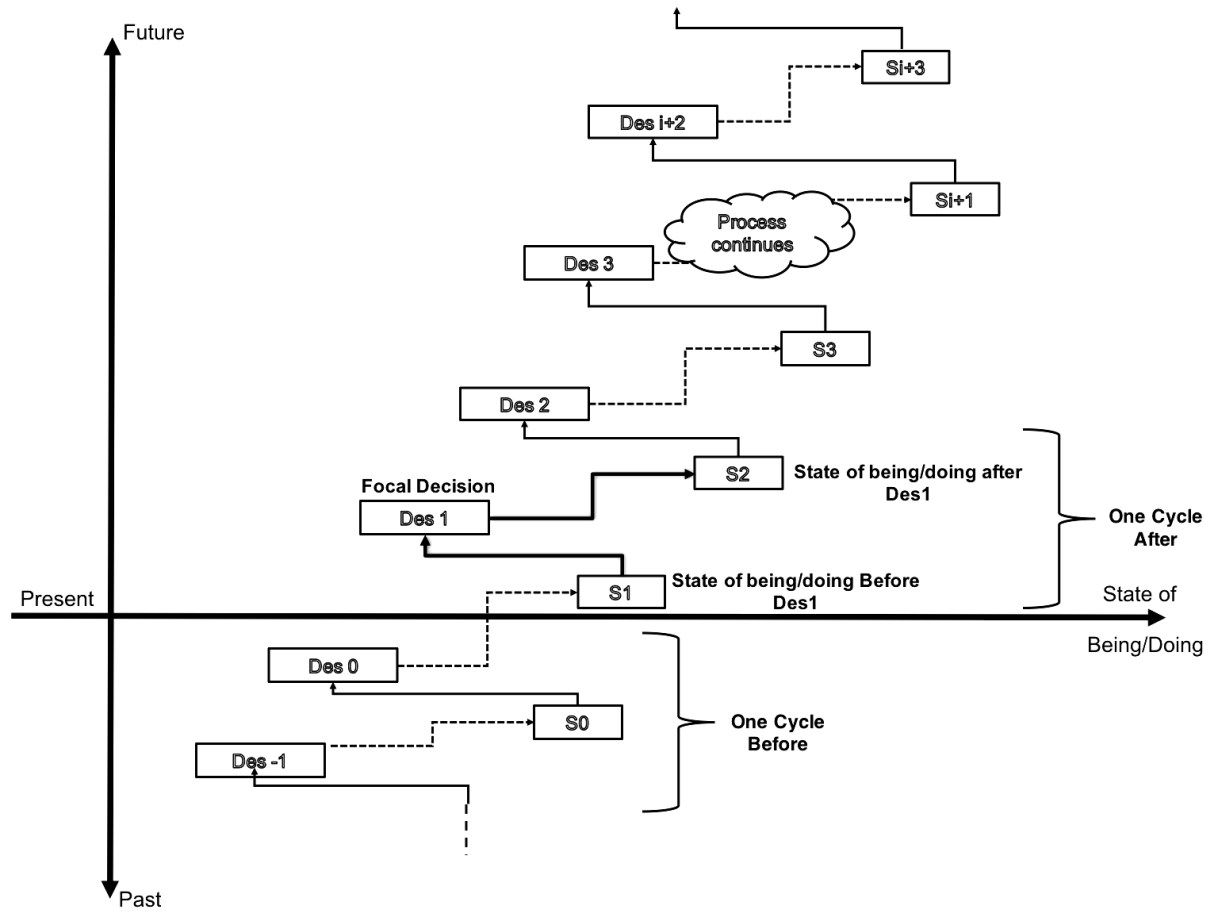 Future
Si+3
Des i+2
Si+1
Process
continues
Des 3
S3
Des 2
S2
State of being/doing after
Des1
Focal Decision
Des 1
One Cycle
After
S1
State of being/doing Before
Des1
Present
State of
Being/Doing
Des 0
S0
One Cycle
Before
Des -1
Past